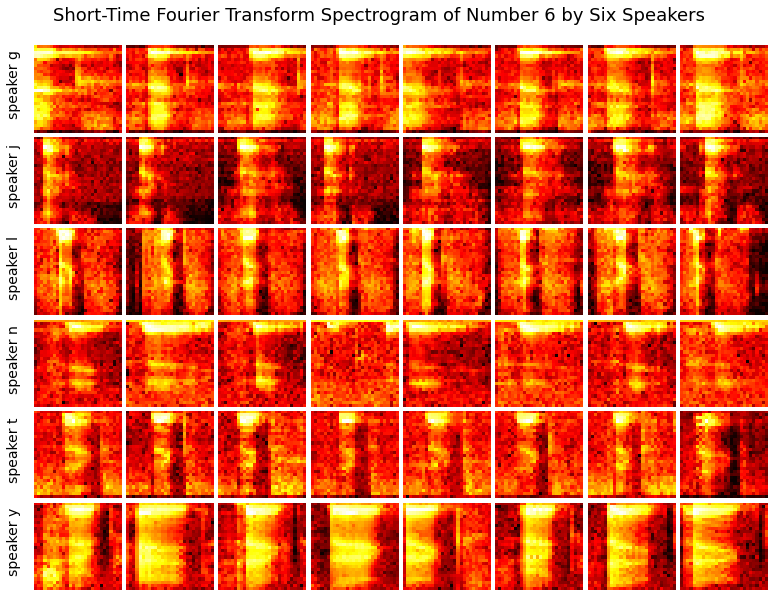 Short-Time Fourier Transform Spectrogram of Number 6 by Six Speakers
speaker g
speaker j
speaker l
speaker n
speaker t
speaker y